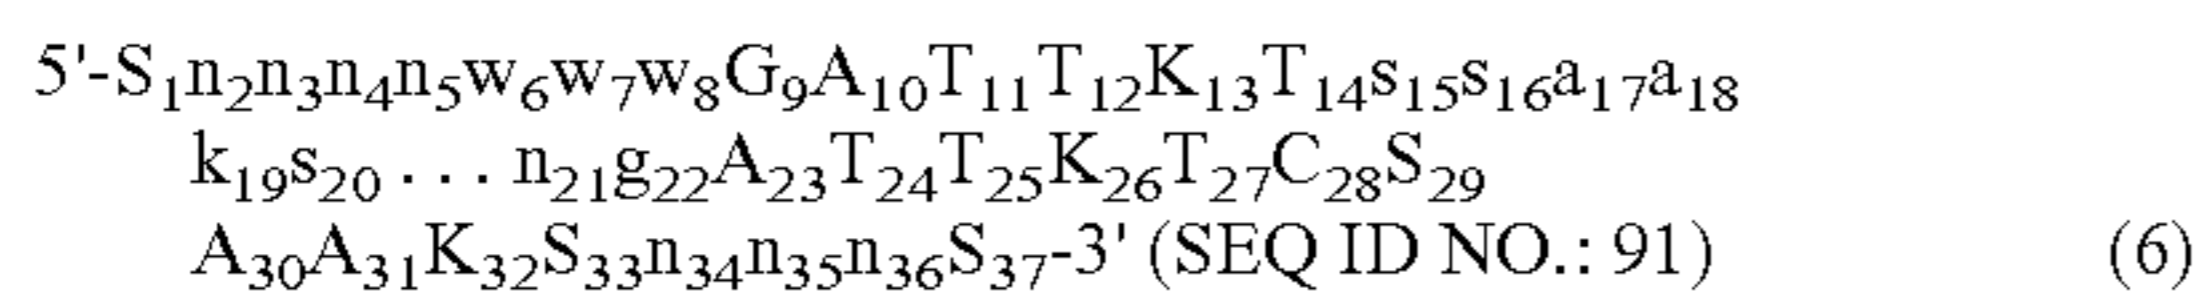 5'-S₁n₂n₃n₄n₅w₆w₇w₈G₉A₁₀T₁₁T₁₂K₁₃T₁₄s₁₅s₁₆a₁₇a₁₈
k₁₉s₂₀ . . . n₂₁g₂₂A₂₃T₂₄T₂₅K₂₆T₂₇C₂₈S₂₉
A₃₀A₃₁K₃₂S₃₃n₃₄n₃₅n₃₆S₃₇-3' (SEQ ID NO.: 91) (6)